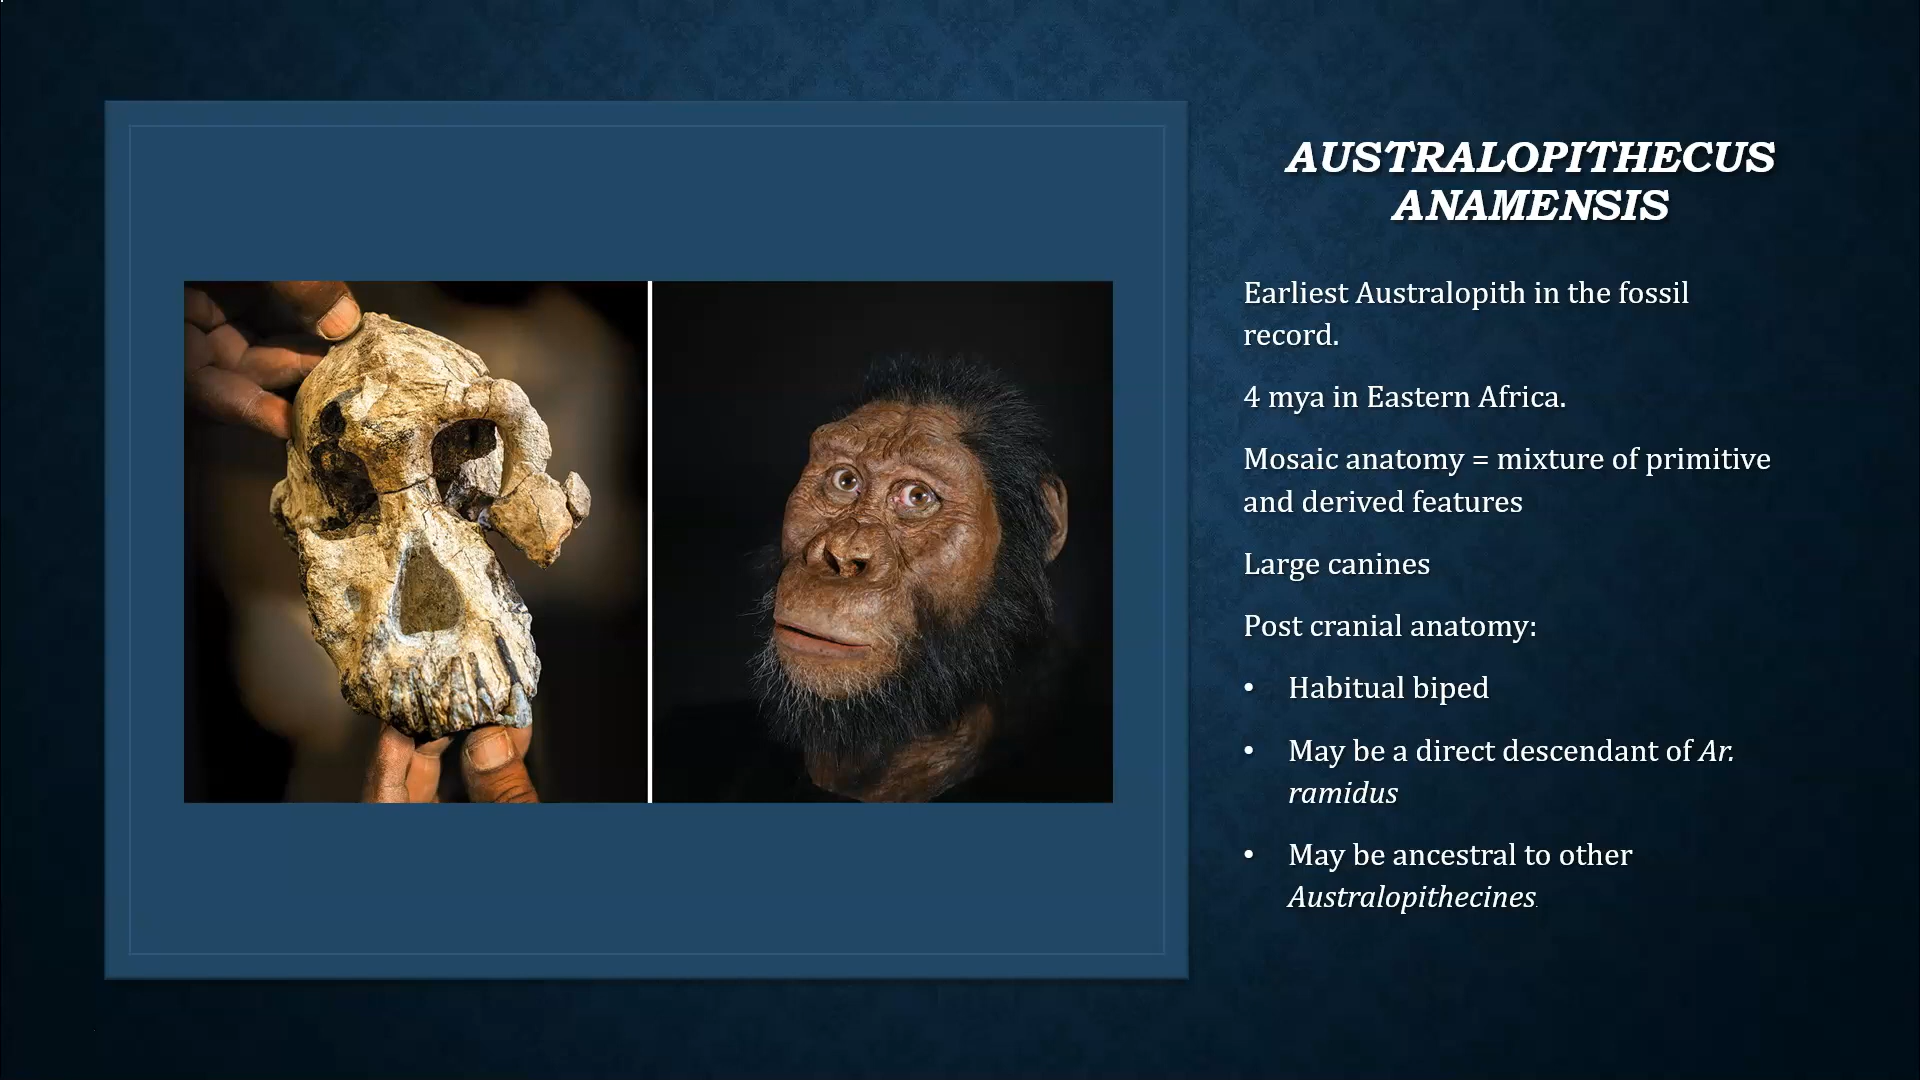 AUSTRALOPITHECUS
ANAMENSIS
Earliest Australopith in the fossil
record.
4 mya in Eastern Africa.
Mosaic anatomy = mixture of primitive
and derived features
Large canines
Post cranial anatomy:
• Habitual biped
• May be a direct descendant of Ar.
ramidus
• May be ancestral to other
Australopithecines.